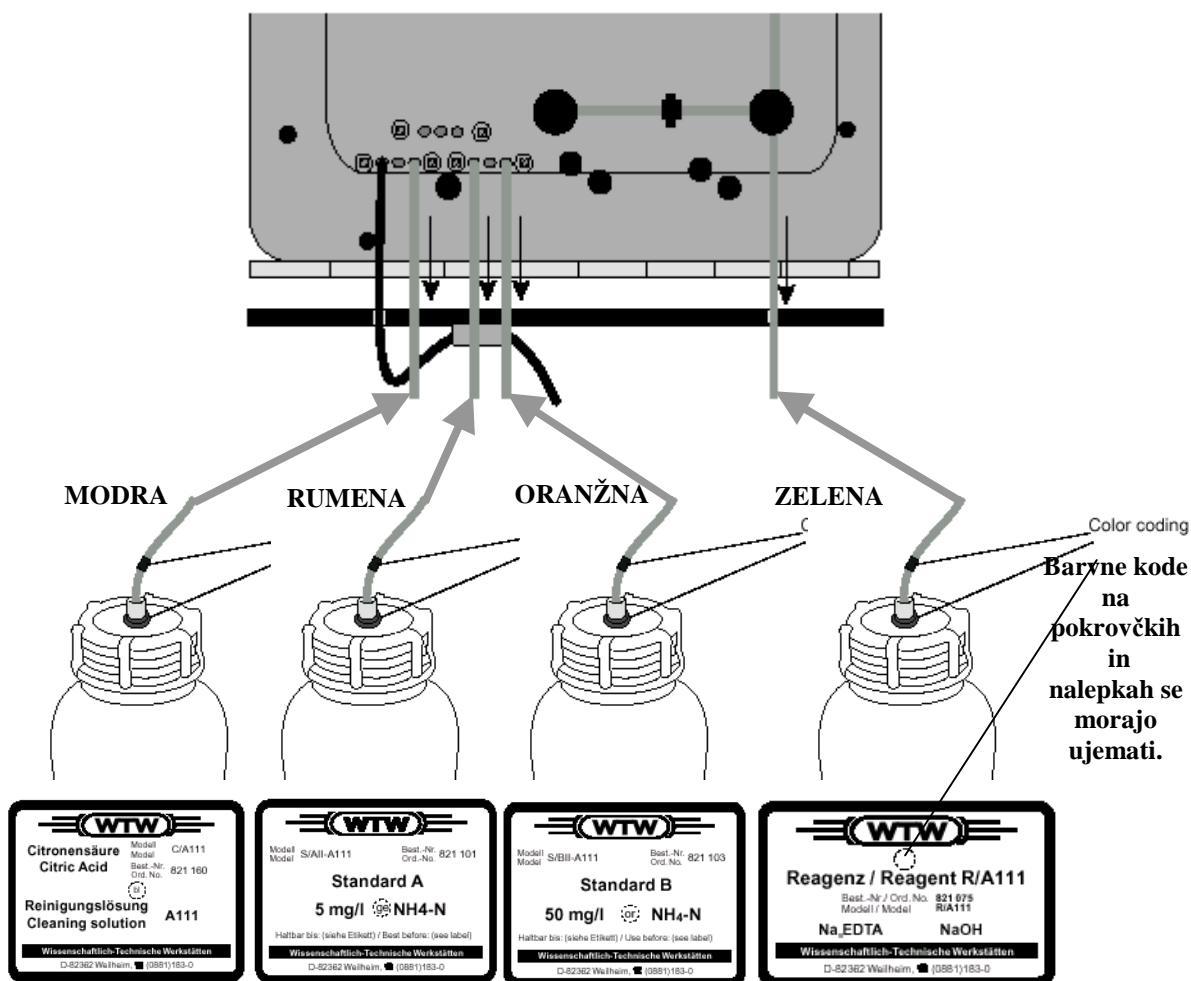 MODRA
RUMENA
ORANŽNA
ZELENA
Color coding
Barvne kode
na
pokrovčkih
in
nalepkah se
morajo
ujemati.
WTW
Citronensäure
Citric Acid
Modell
Model
C/A111
Best.-Nr.
Ord. No.
821 160
bl
Reinigungslösung
Cleaning solution
A111
Wissenschaftlich-Technische Werkstätten
D-82362 Weilheim, ☎ (0881)183-0
WTW
Modell
Model
S/AII-A111
Best.-Nr.
Ord.-No.
821 101
Standard A
5 mg/l ge NH4-N
Haltbar bis: (siehe Etikett) / Best before: (see label)
Wissenschaftlich-Technische Werkstätten
D-82362 Weilheim, ☎ (0881)183-0
WTW
Modell
Model
S/BII-A111
Best.-Nr.
Ord. No.
821 103
Standard B
50 mg/l or NH₄-N
Haltbar bis: (siehe Etikett) / Use before: (see label)
Wissenschaftlich-Technische Werkstätten
D-82362 Weilheim, ☎ (0881)183-0
WTW
Reagenz / Reagent R/A111
Best.-Nr./ Ord. No. 821 075
Modell / Model R/A111
Na₂EDTA NaOH
Wissenschaftlich-Technische Werkstätten
D-82362 Weilheim, ☎ (0881)183-0